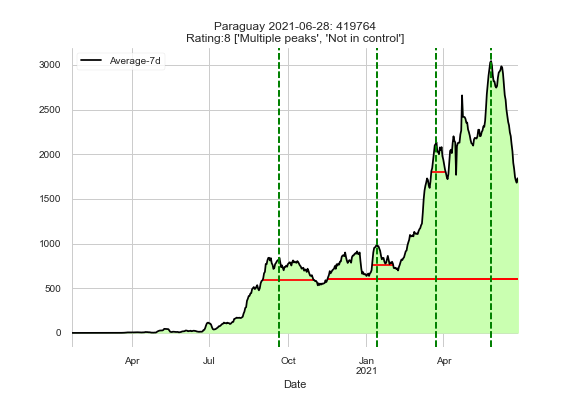 Paraguay 2021-06-28: 419764
Rating:8 ['Multiple peaks', 'Not in control']
Average-7d
3000
2500
2000
1500
1000
500
0
Apr
Jul
Oct
Jan
2021
Apr
Date